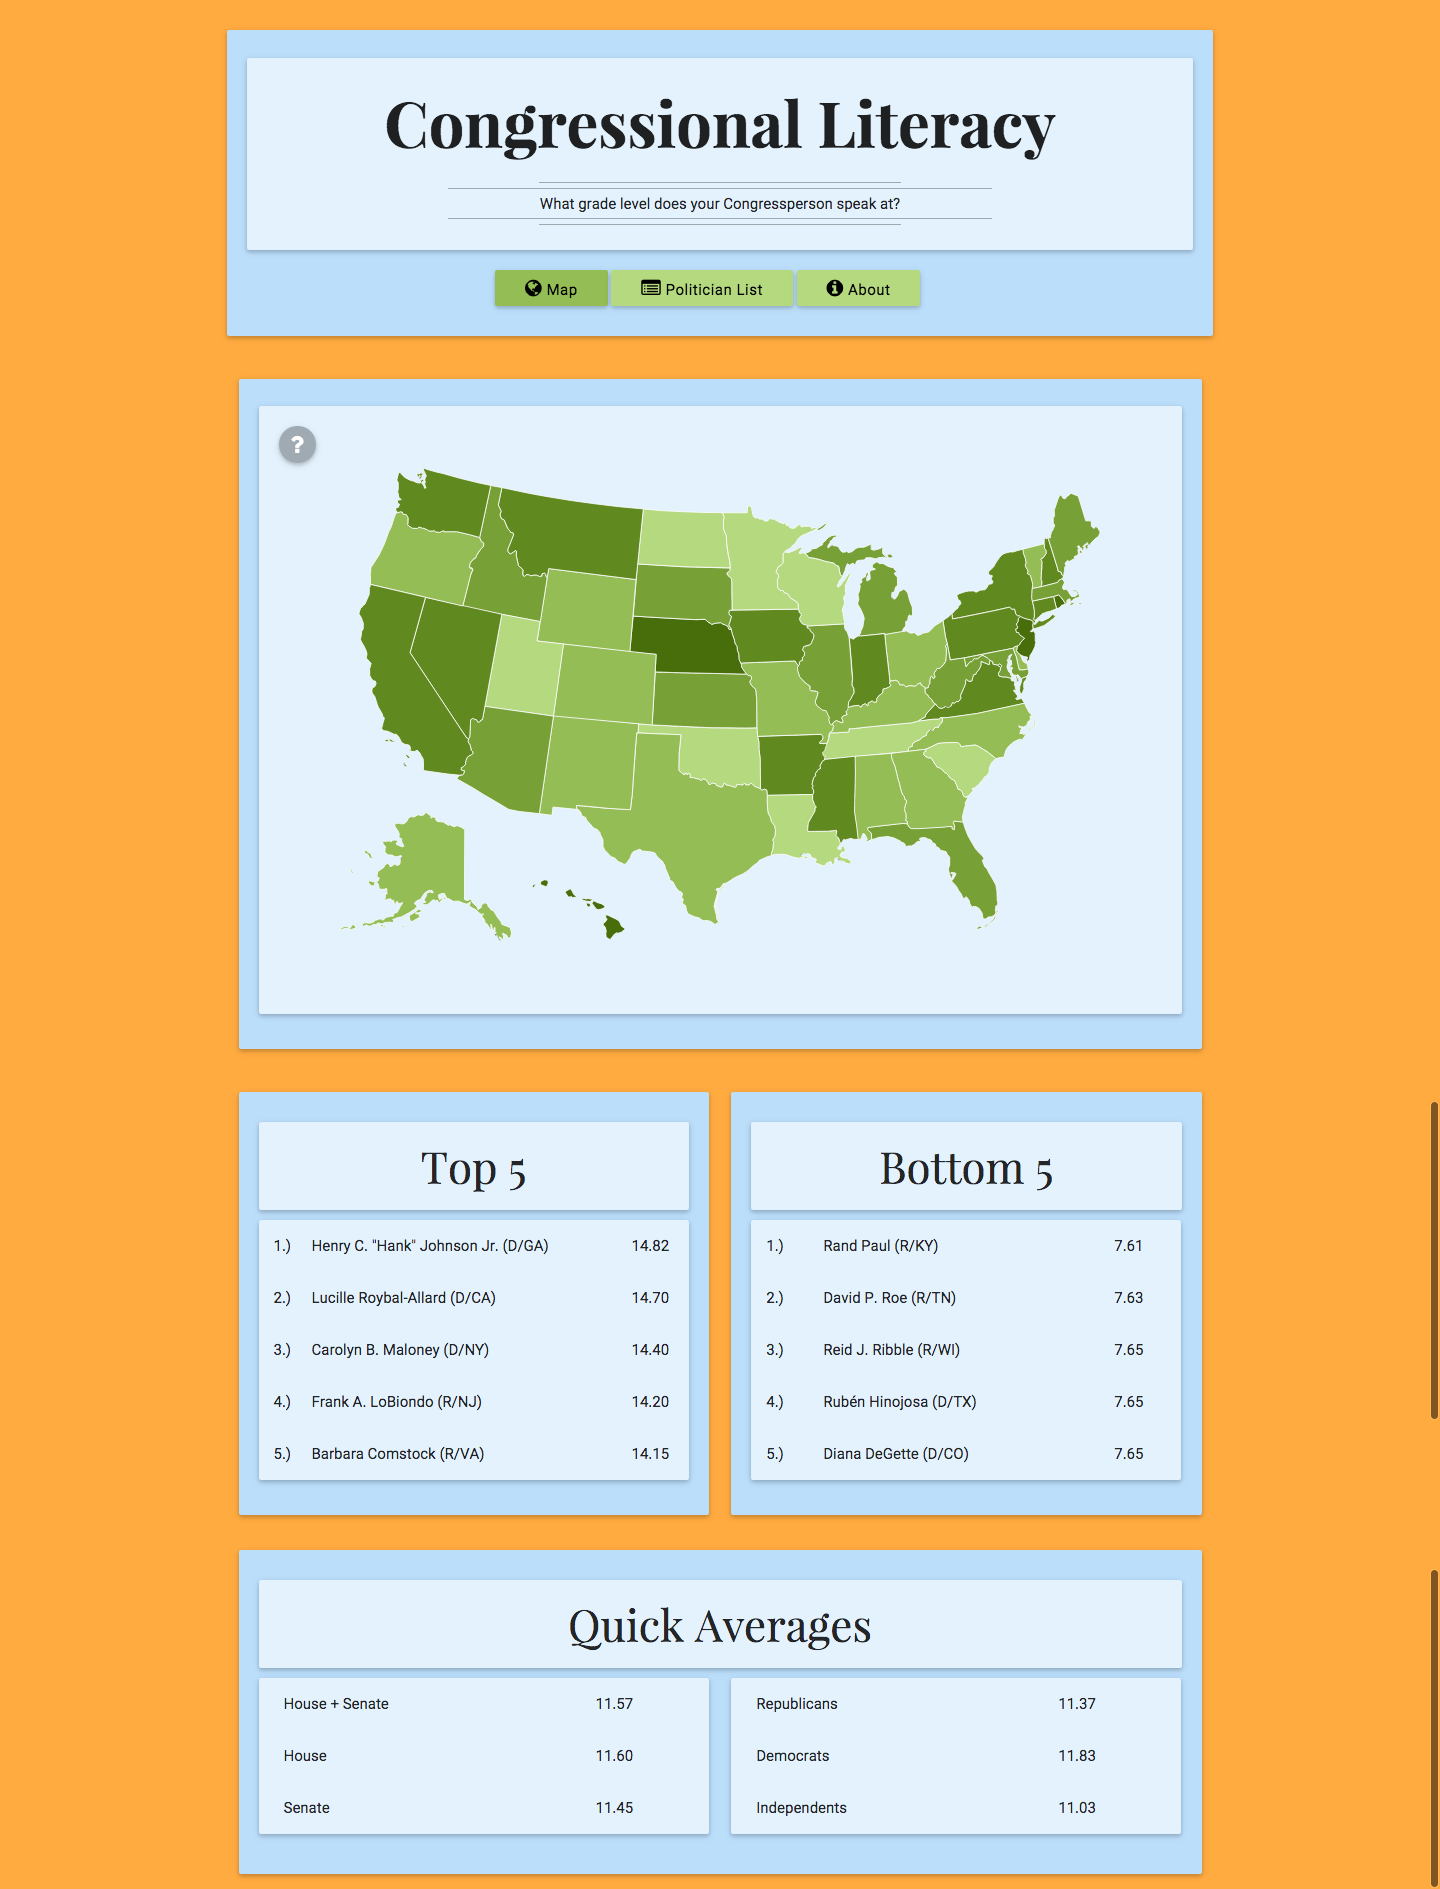 Congressional Literacy
What grade level does your Congressperson speak at?
Map
Politician List
About
?
Top 5
1.) Henry C. "Hank" Johnson Jr. (D/GA) 14.82
2.) Lucille Roybal-Allard (D/CA) 14.70
3.) Carolyn B. Maloney (D/NY) 14.40
4.) Frank A. LoBiondo (R/NJ) 14.20
5.) Barbara Comstock (R/VA) 14.15
Bottom 5
1.) Rand Paul (R/KY) 7.61
2.) David P. Roe (R/TN) 7.63
3.) Reid J. Ribble (R/WI) 7.65
4.) Rubén Hinojosa (D/TX) 7.65
5.) Diana DeGette (D/CO) 7.65
Quick Averages
House + Senate 11.57
House 11.60
Senate 11.45
Republicans 11.37
Democrats 11.83
Independents 11.03